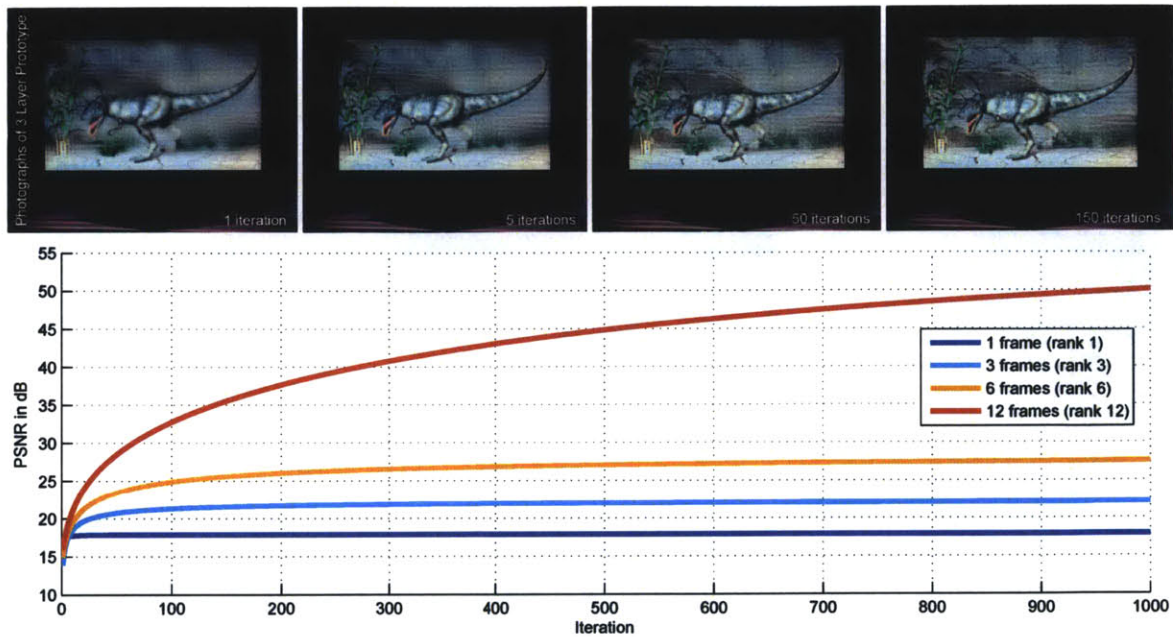 Photographs of 3 Layer Prototype
1 iteration
5 iterations
50 iterations
150 iterations
55
50
45
40
35
30
25
20
15
10
PSNR in dB
1 frame (rank 1)
3 frames (rank 3)
6 frames (rank 6)
12 frames (rank 12)
0 100 200 300 400 500 600 700 800 900 1000
Iteration